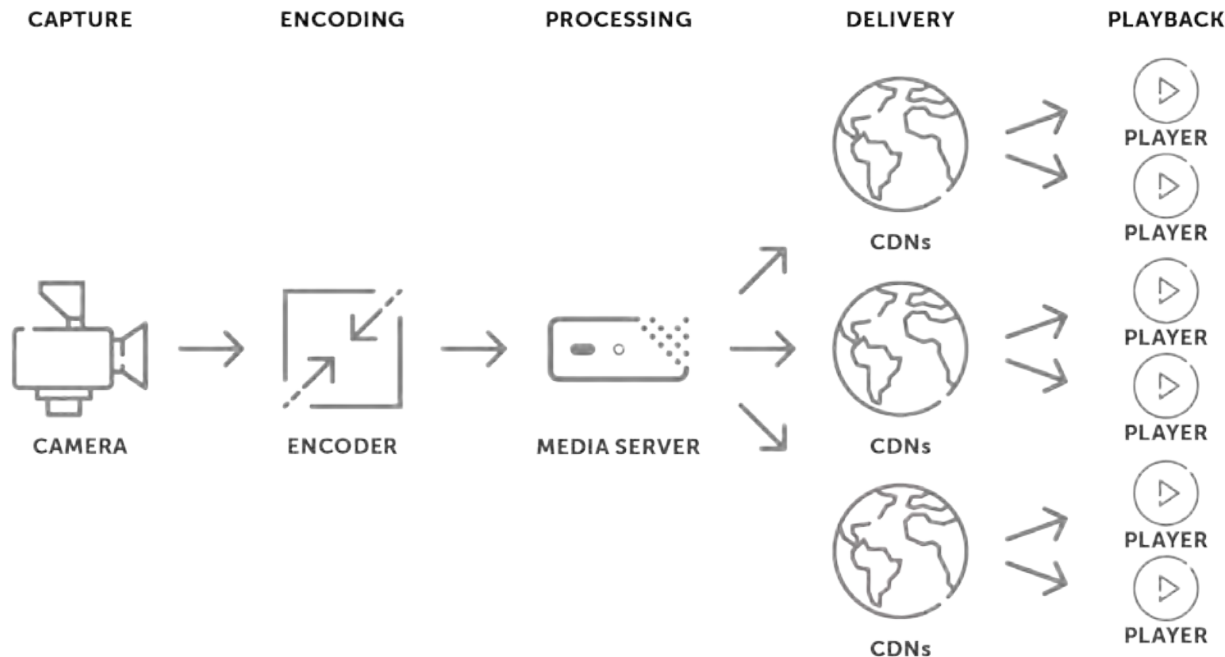 CAPTURE
ENCODING
PROCESSING
DELIVERY
PLAYBACK
CAMERA
ENCODER
MEDIA SERVER
CDNs
CDNs
CDNs
PLAYER
PLAYER
PLAYER
PLAYER
PLAYER
PLAYER